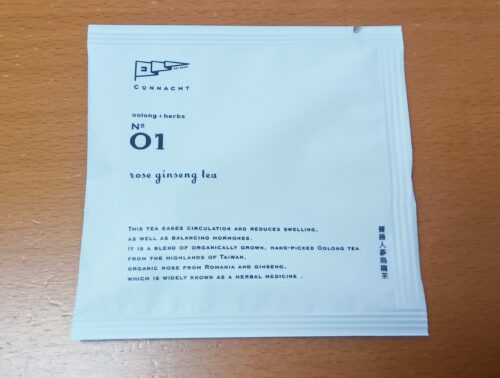 CONNACHT
oolong + herbs
Nº
01
rose ginseng tea
THIS TEA EASES CIRCULATION AND REDUCES SWELLING,
AS WELL AS BALANCING HORMONES.
IT IS A BLEND OF ORGANICALLY GROWN, HAND-PICKED OOLONG TEA
FROM THE HIGHLANDS OF TAIWAN,
ORGANIC ROSE FROM ROMANIA AND GINSENG,
WHICH IS WIDELY KNOWN AS A HERBAL MEDICINE .
薔薇人參烏龍茶